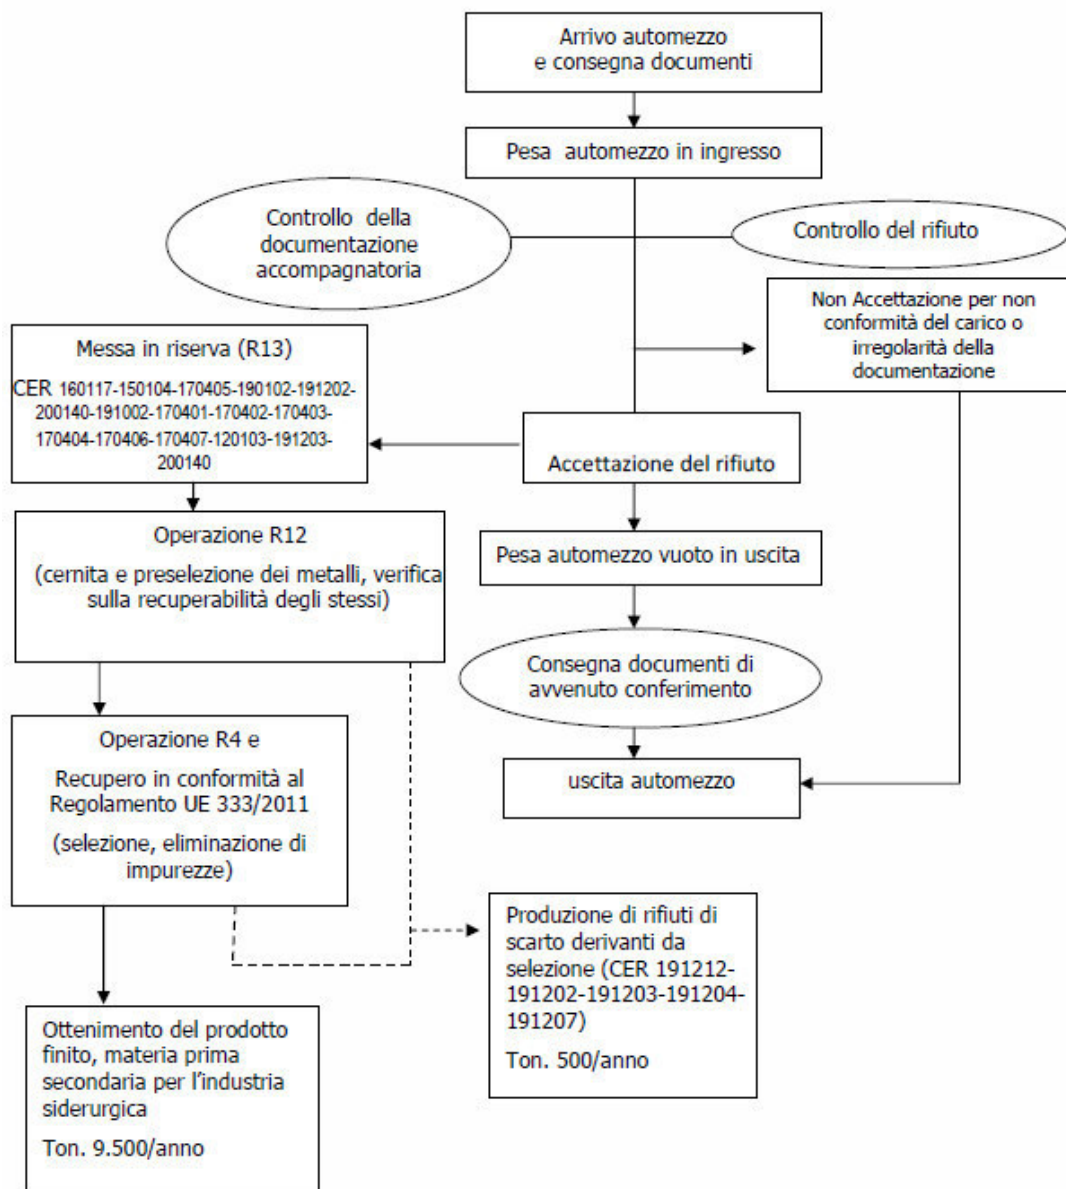 Arrivo automezzo
e consegna documenti
Pesa automezzo in ingresso
Controllo della
documentazione
accompagnatoria
Controllo del rifiuto
Non Accettazione per non
conformità del carico o
irregolarità della
documentazione
Messa in riserva (R13)
CER 160117-150104-170405-190102-191202-
200140-191002-170401-170402-170403-
170404-170406-170407-120103-191203-
200140
Accettazione del rifiuto
Operazione R12
(cernita e preselezione dei metalli, verifica
sulla recuperabilità degli stessi)
Pesa automezzo vuoto in uscita
Consegna documenti di
avvenuto conferimento
Operazione R4 e
Recupero in conformità al
Regolamento UE 333/2011
(selezione, eliminazione di
impurezze)
uscita automezzo
Produzione di rifiuti di
scarto derivanti da
selezione (CER 191212-
191202-191203-191204-
191207)
Ton. 500/anno
Ottenimento del prodotto
finito, materia prima
secondaria per l'industria
siderurgica
Ton. 9.500/anno